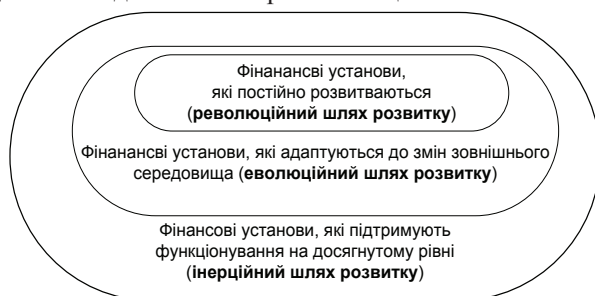 Фінанансві установи,
які постійно розвитваються
(революційний шлях розвитку)
Фінанансві установи, які адаптуються до змін зовнішнього
середовища (еволюційний шлях розвитку)
Фінансові установи, які підтримують
функціонування на досягнутому рівні
(інерційний шлях розвитку)